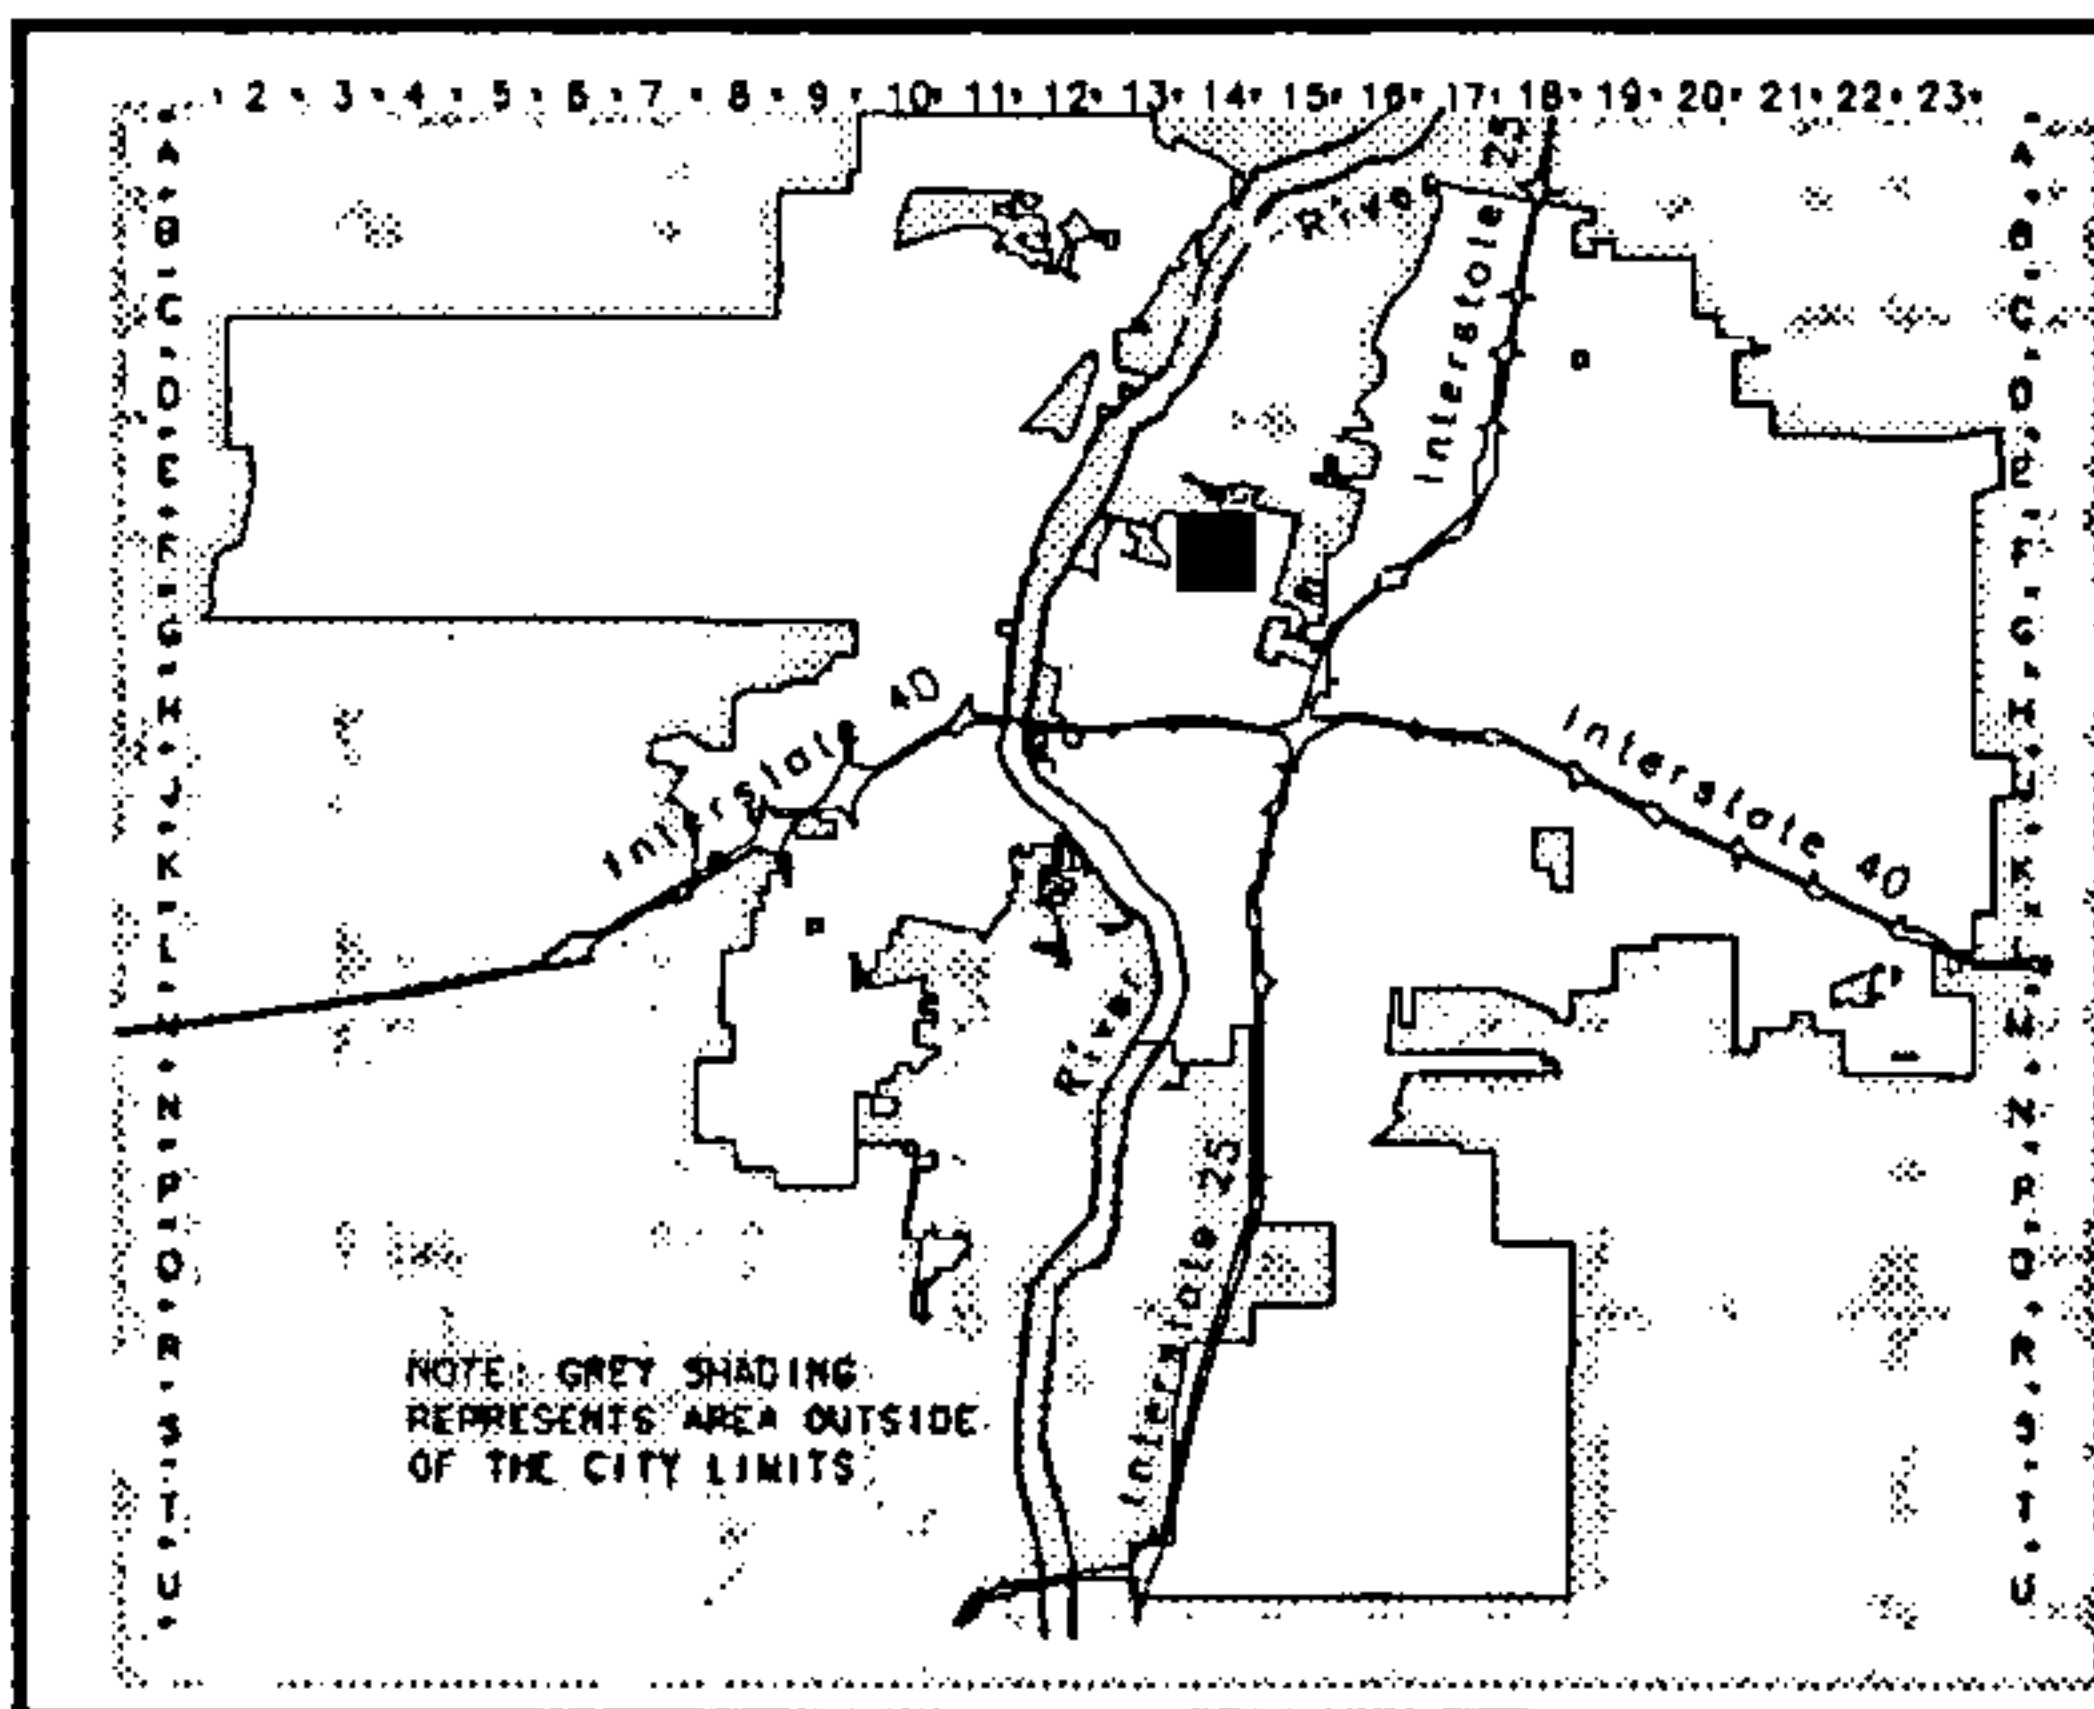 2 3 4 5 6 7 8 9 10 11 12 13 14 15 16 17 18 19 20 21 22 23
A A
B B
C C
D D
E E
F F
G G
H H
J J
K K
L L
M M
N N
P P
Q Q
R R
S S
T T
U U
Interstate 25
Interstate 40
Interstate 40
River
Interstate 25
NOTE: GREY SHADING
REPRESENTS AREA OUTSIDE
OF THE CITY LIMITS